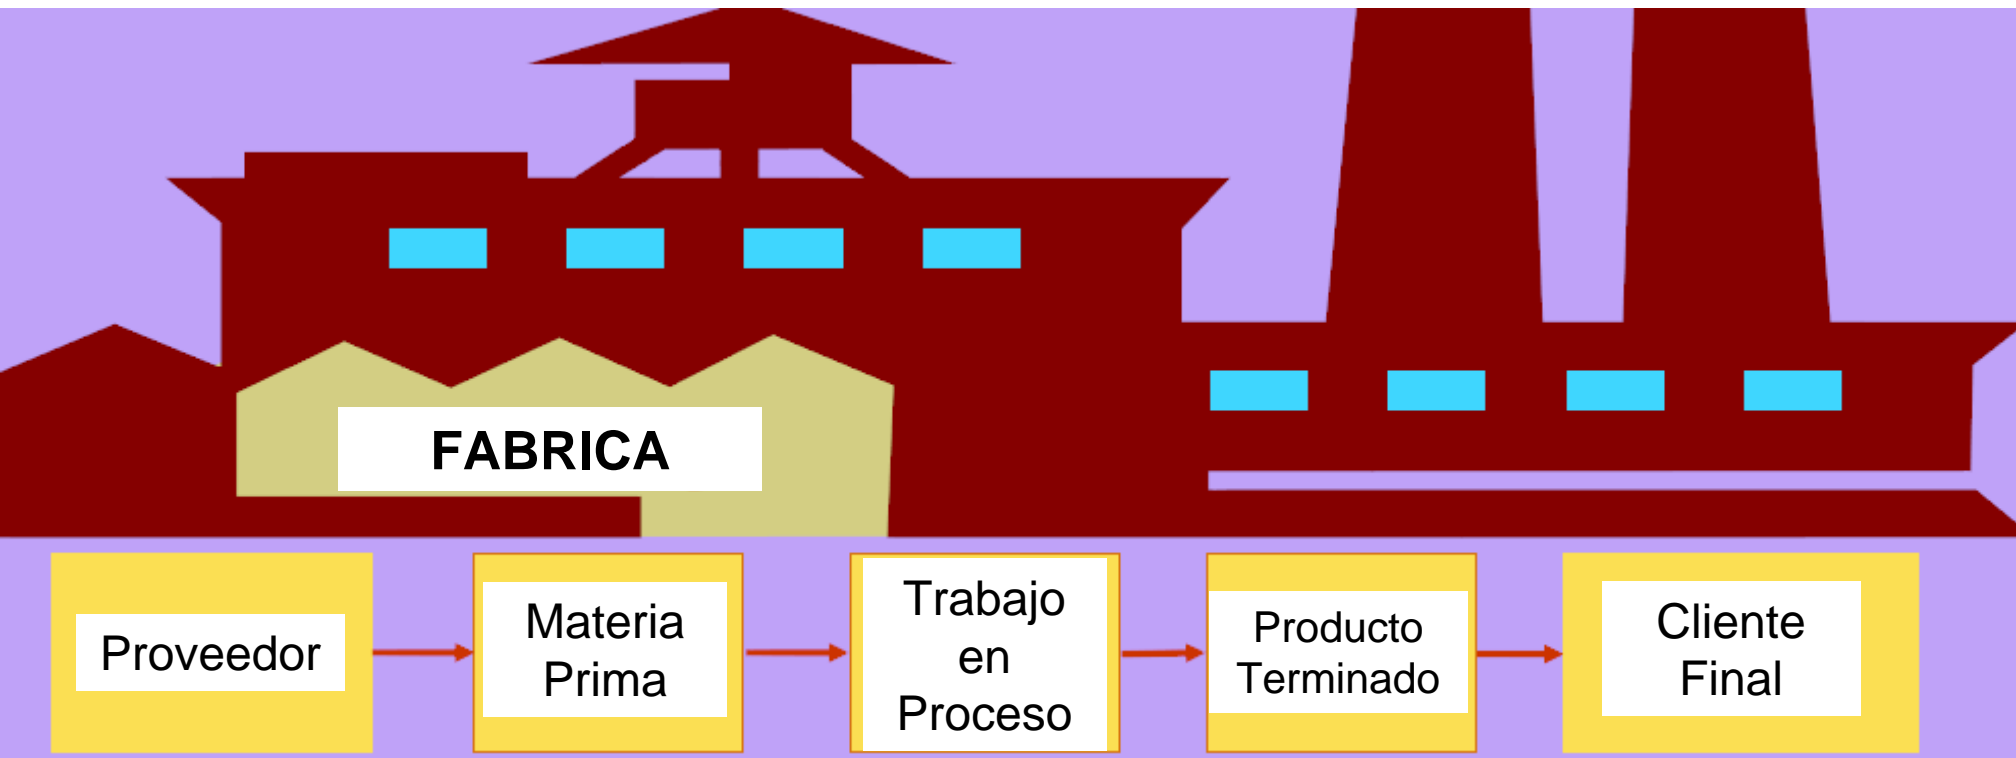 FABRICA
Proveedor
Materia
Prima
Trabajo
en
Proceso
Producto
Terminado
Cliente
Final